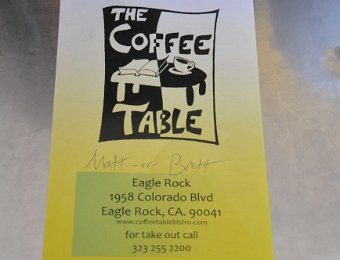 THE
COFFEE
TABLE
Matt - or - Brett
Eagle Rock
1958 Colorado Blvd
Eagle Rock, CA. 90041
www.coffeetablebistro.com
for take out call
323 255 2200